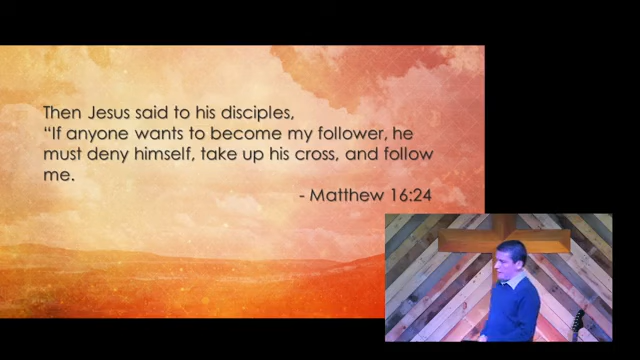 Then Jesus said to his disciples,
“If anyone wants to become my follower, he
must deny himself, take up his cross, and follow
me.
- Matthew 16:24